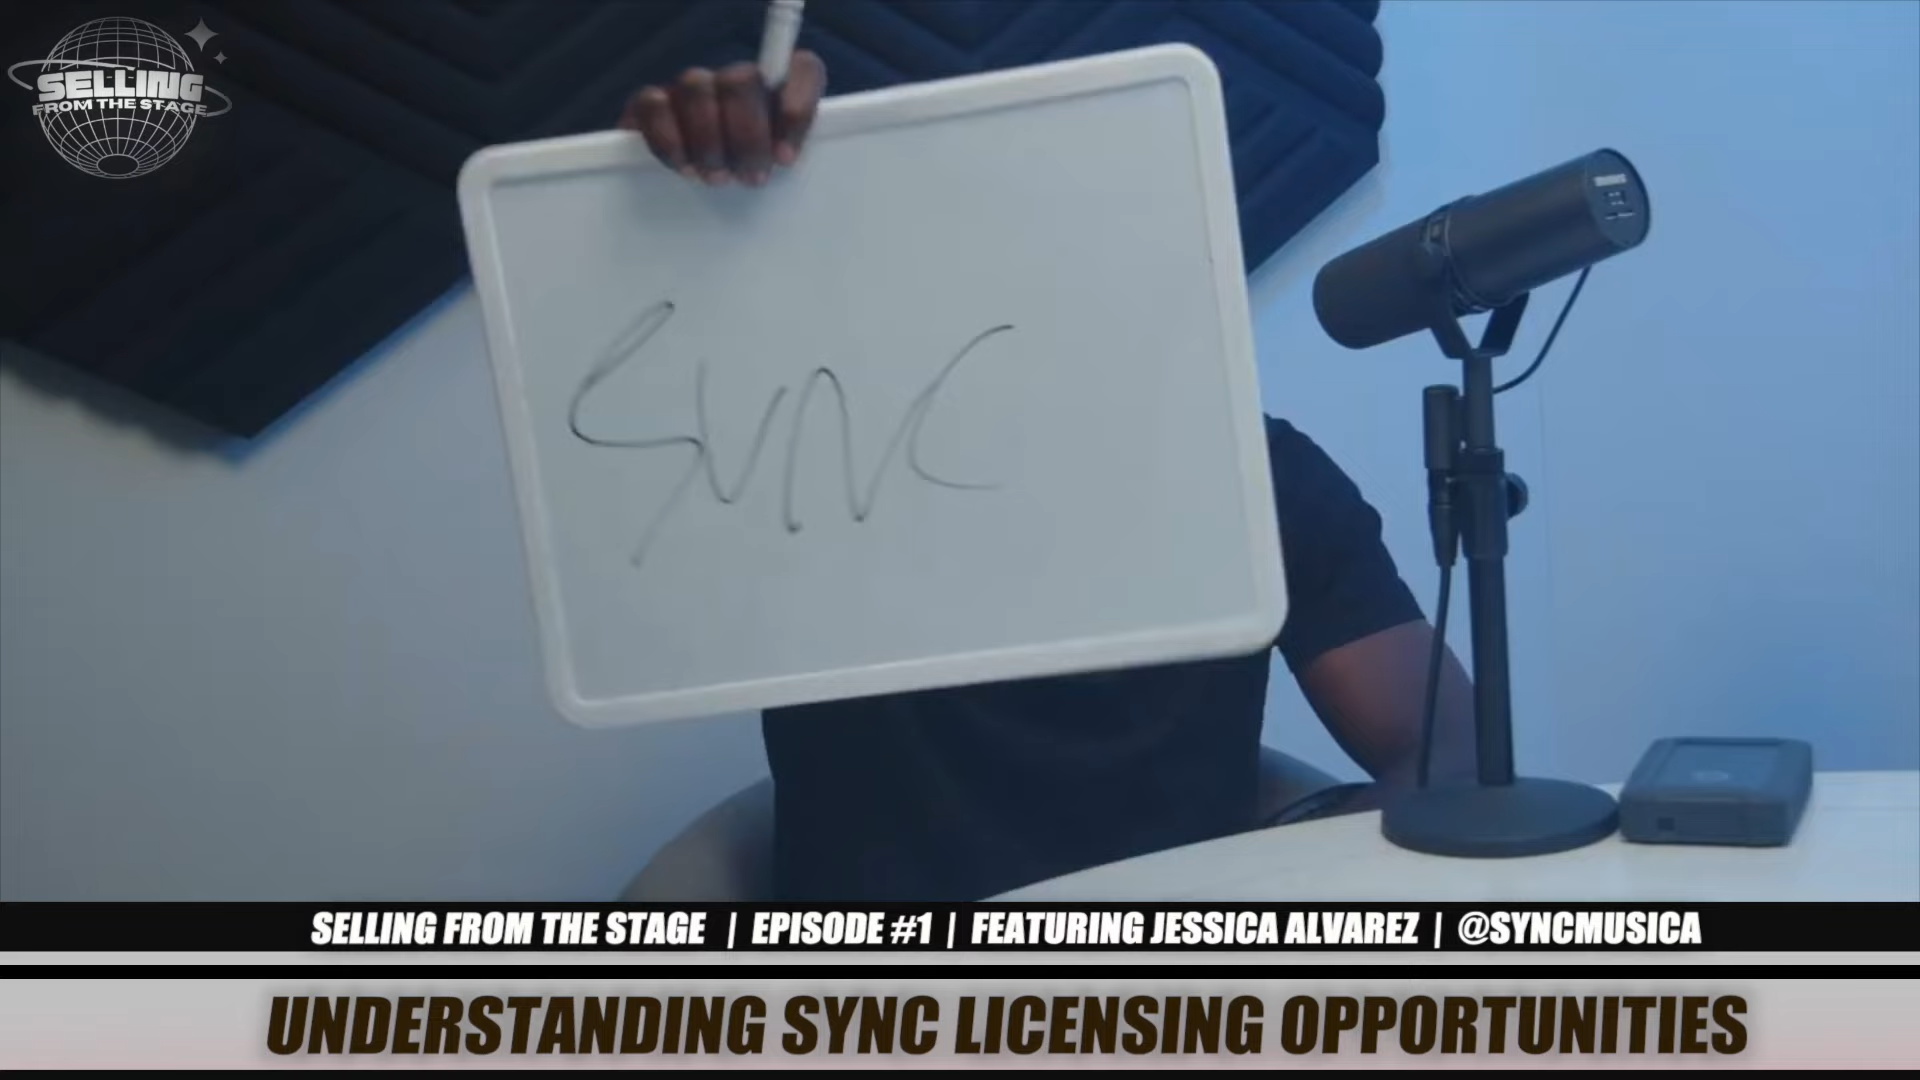 SELLING
FROM THE STAGE
SYNC
SELLING FROM THE STAGE | EPISODE #1 | FEATURING JESSICA ALVAREZ | @SYNCMUSICA
UNDERSTANDING SYNC LICENSING OPPORTUNITIES